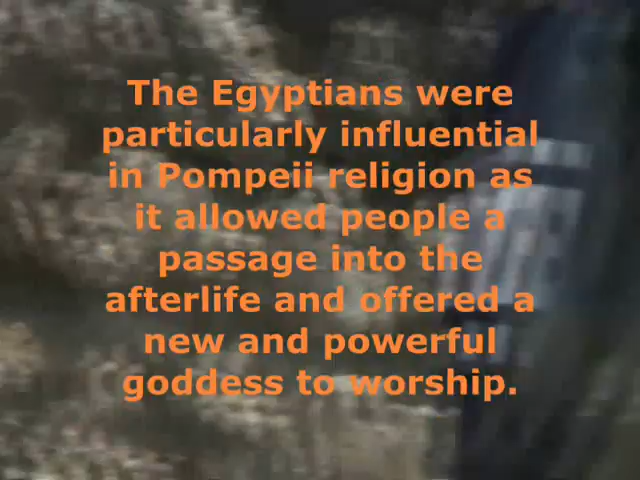 The Egyptians were
particularly influential
in Pompeii religion as
it allowed people a
passage into the
afterlife and offered a
new and powerful
goddess to worship.